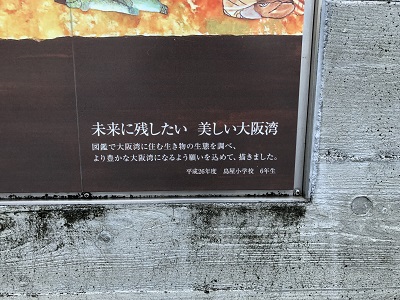 未来に残したい 美しい大阪湾
図鑑で大阪湾に住む生き物の生態を調べ、
より豊かな大阪湾になるよう願いを込めて、描きました。
平成26年度 島屋小学校 6年生